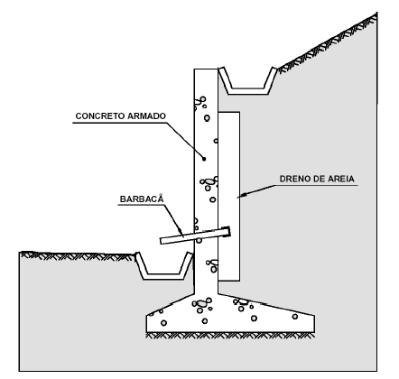 CONCRETO ARMADO
DRENO DE AREIA
BARBACÃ